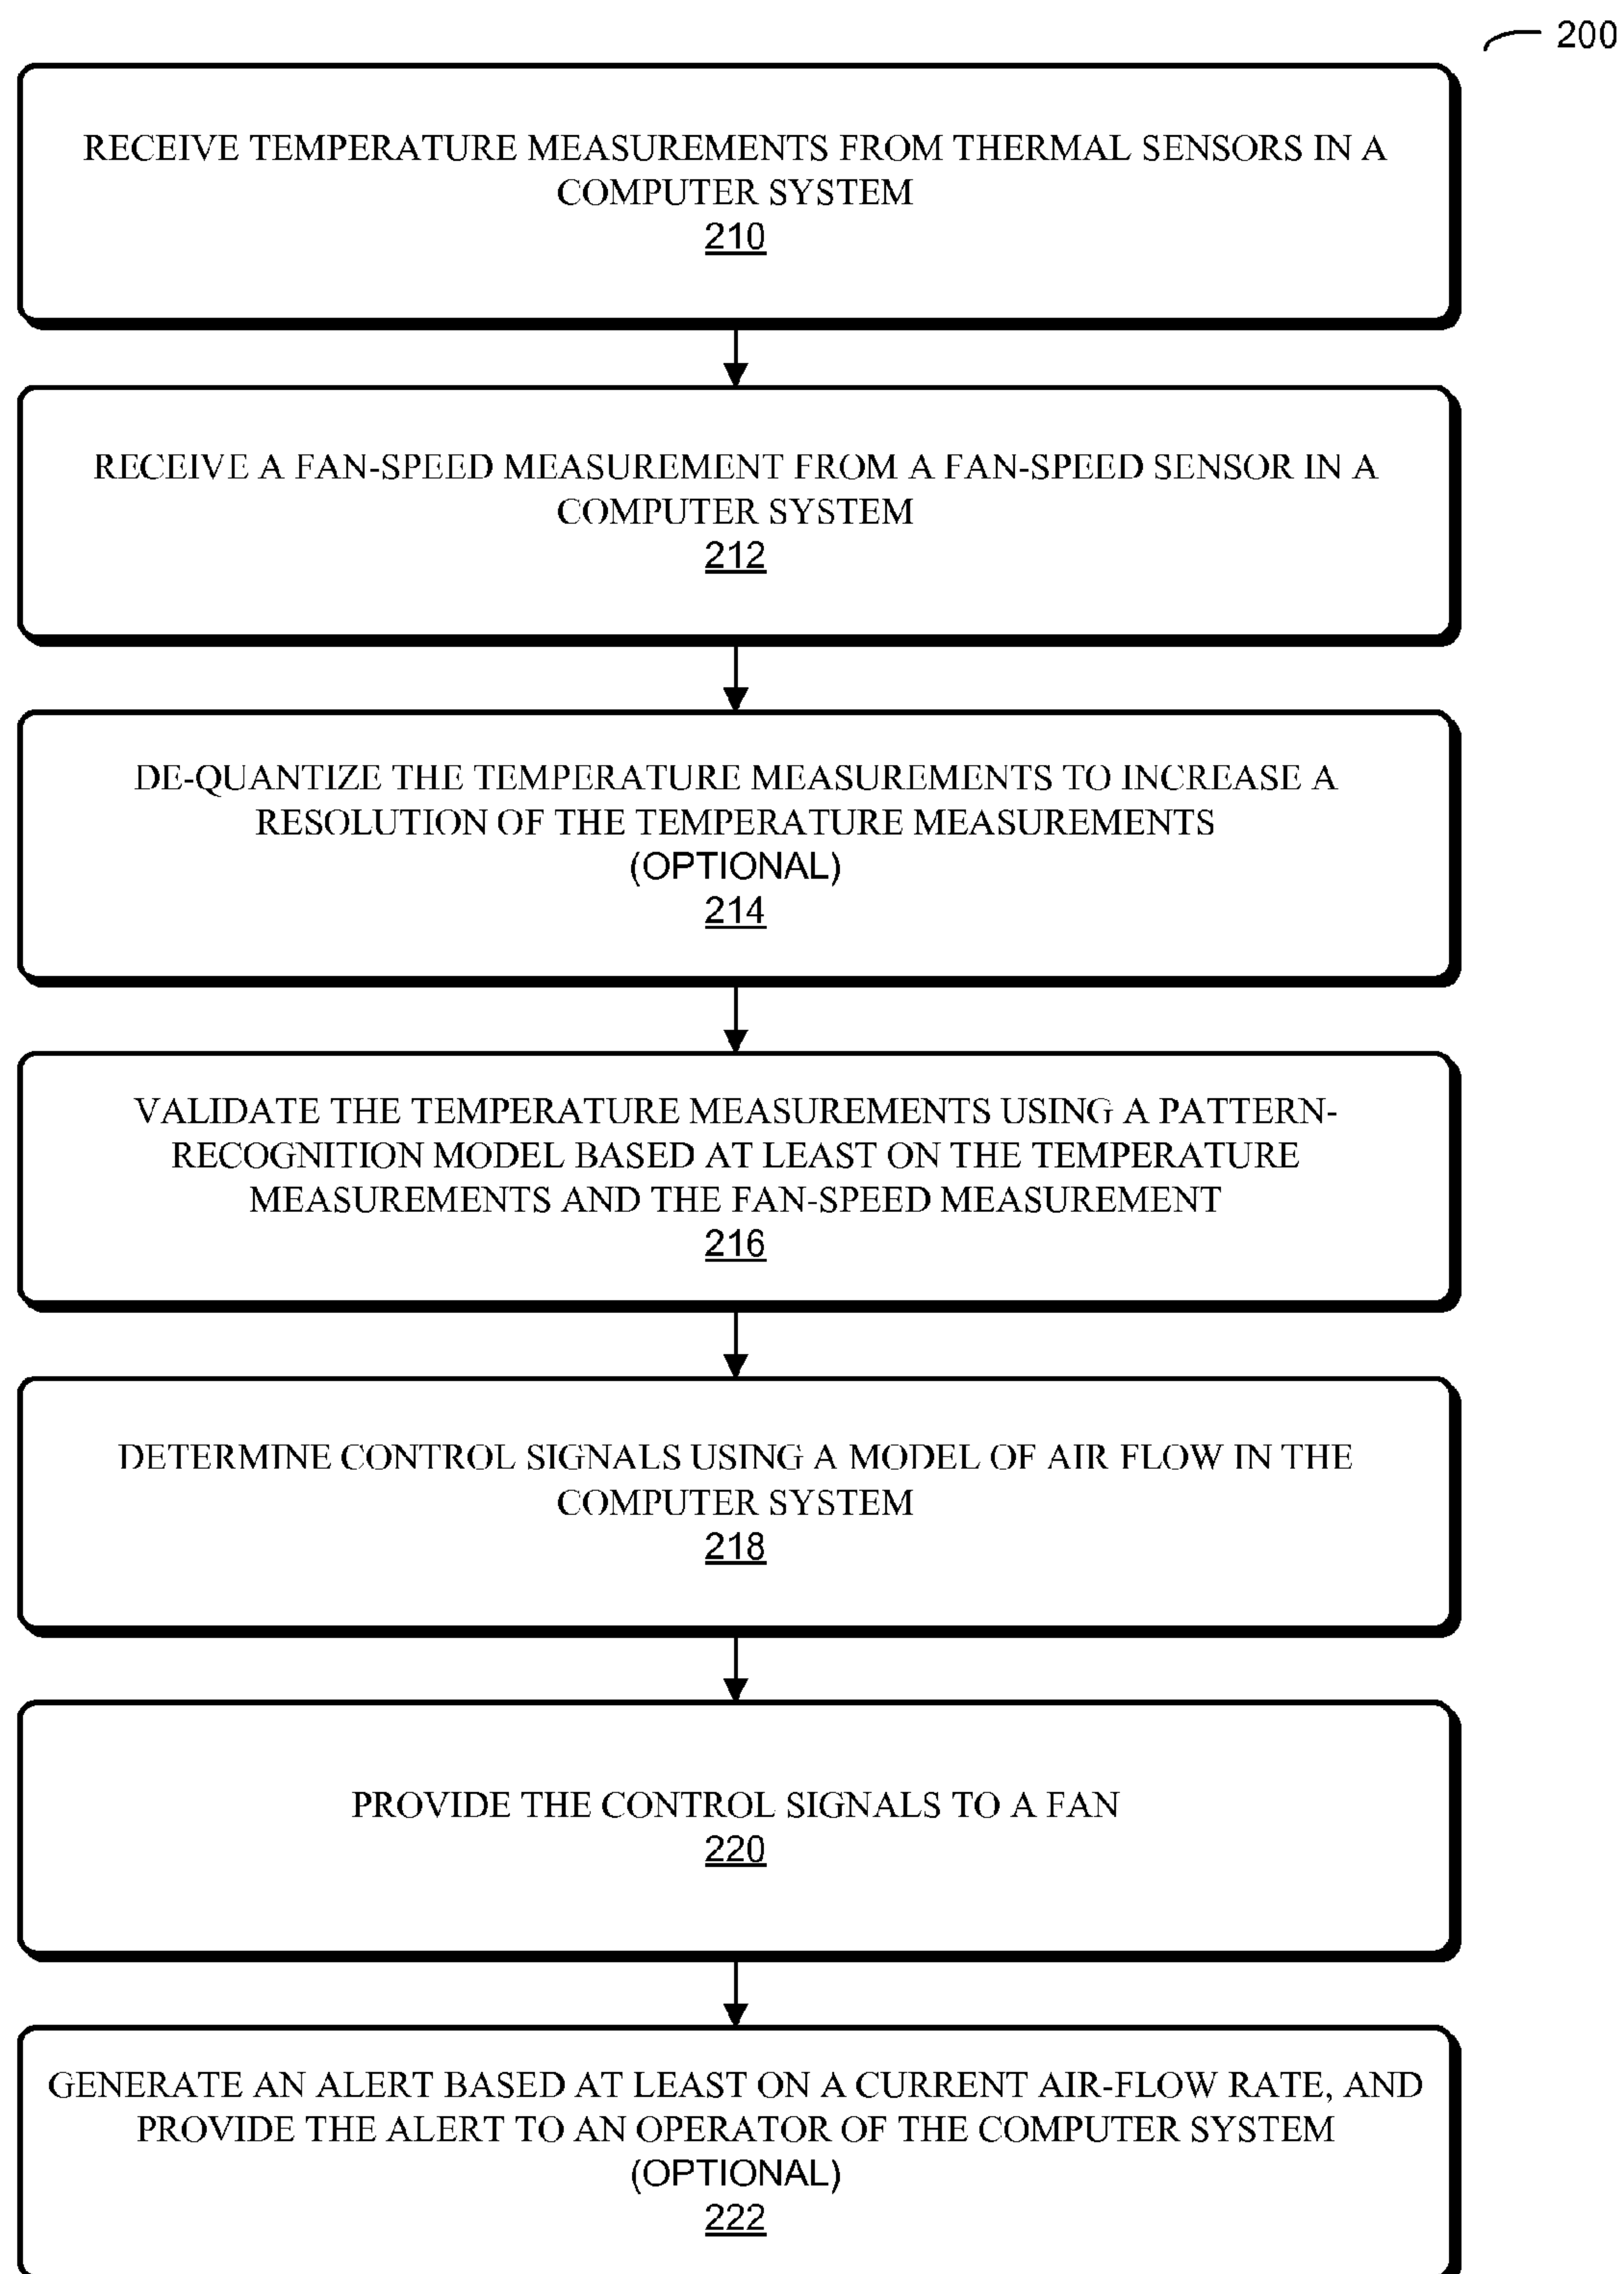 200
RECEIVE TEMPERATURE MEASUREMENTS FROM THERMAL SENSORS IN A
COMPUTER SYSTEM
210
RECEIVE A FAN-SPEED MEASUREMENT FROM A FAN-SPEED SENSOR IN A
COMPUTER SYSTEM
212
DE-QUANTIZE THE TEMPERATURE MEASUREMENTS TO INCREASE A
RESOLUTION OF THE TEMPERATURE MEASUREMENTS
(OPTIONAL)
214
VALIDATE THE TEMPERATURE MEASUREMENTS USING A PATTERN-
RECOGNITION MODEL BASED AT LEAST ON THE TEMPERATURE
MEASUREMENTS AND THE FAN-SPEED MEASUREMENT
216
DETERMINE CONTROL SIGNALS USING A MODEL OF AIR FLOW IN THE
COMPUTER SYSTEM
218
PROVIDE THE CONTROL SIGNALS TO A FAN
220
GENERATE AN ALERT BASED AT LEAST ON A CURRENT AIR-FLOW RATE, AND
PROVIDE THE ALERT TO AN OPERATOR OF THE COMPUTER SYSTEM
(OPTIONAL)
222